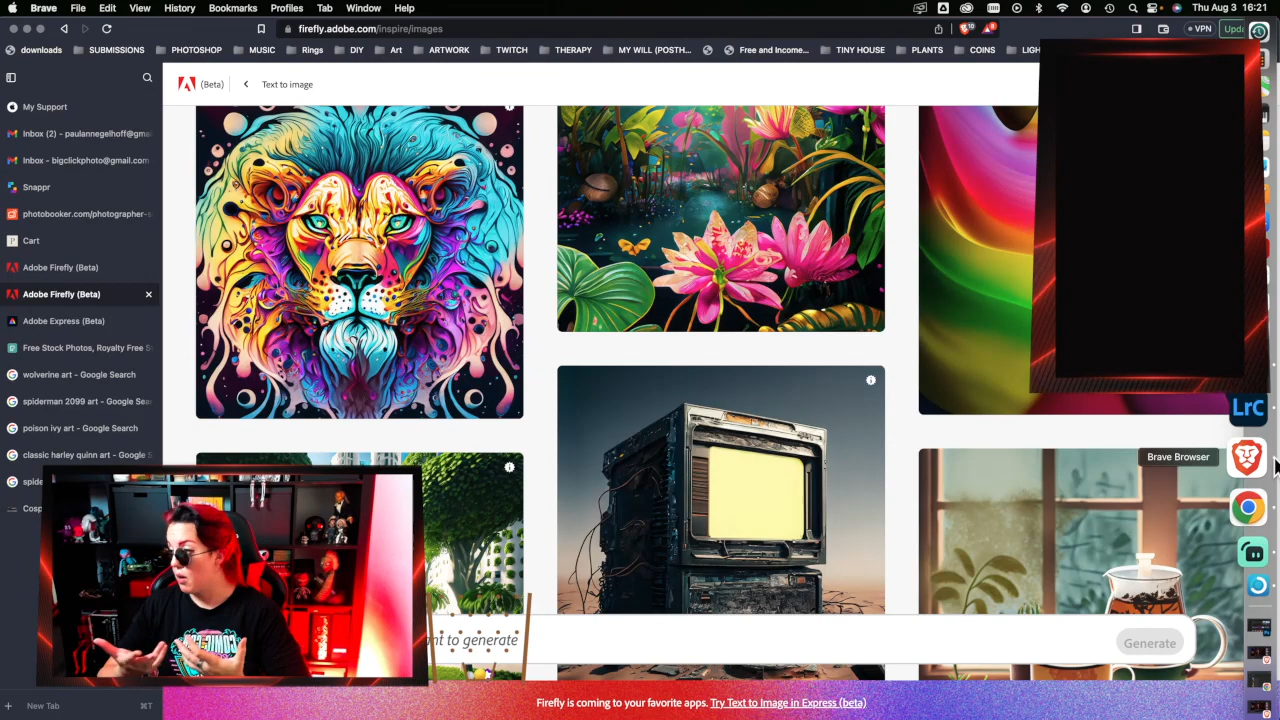 Brave File Edit View History Bookmarks Profiles Tab Window Help
Thu Aug 3 16:21
firefly.adobe.com/inspire/images
VPN
downloads SUBMISSIONS PHOTOSHOP MUSIC Rings DIY Art ARTWORK TWITCH THERAPY MY WILL (POSTH... Free and Income... TINY HOUSE PLANTS COINS
(Beta) Text to image
My Support
Inbox (2) - paulannegelhoff@gma
Inbox - bigclickphoto@gmail.com
Snappr
photobooker.com/photographer-s
Cart
Adobe Firefly (Beta)
Adobe Firefly (Beta)
Adobe Express (Beta)
Free Stock Photos, Royalty Free S
wolverine art - Google Search
spiderman 2099 art - Google Sea
poison ivy art - Google Search
classic harley quinn art - Google S
LrC
Brave Browser
nt to generate
Generate
Firefly is coming to your favorite apps. Try Text to Image in Express (beta)
New Tab ⌘T